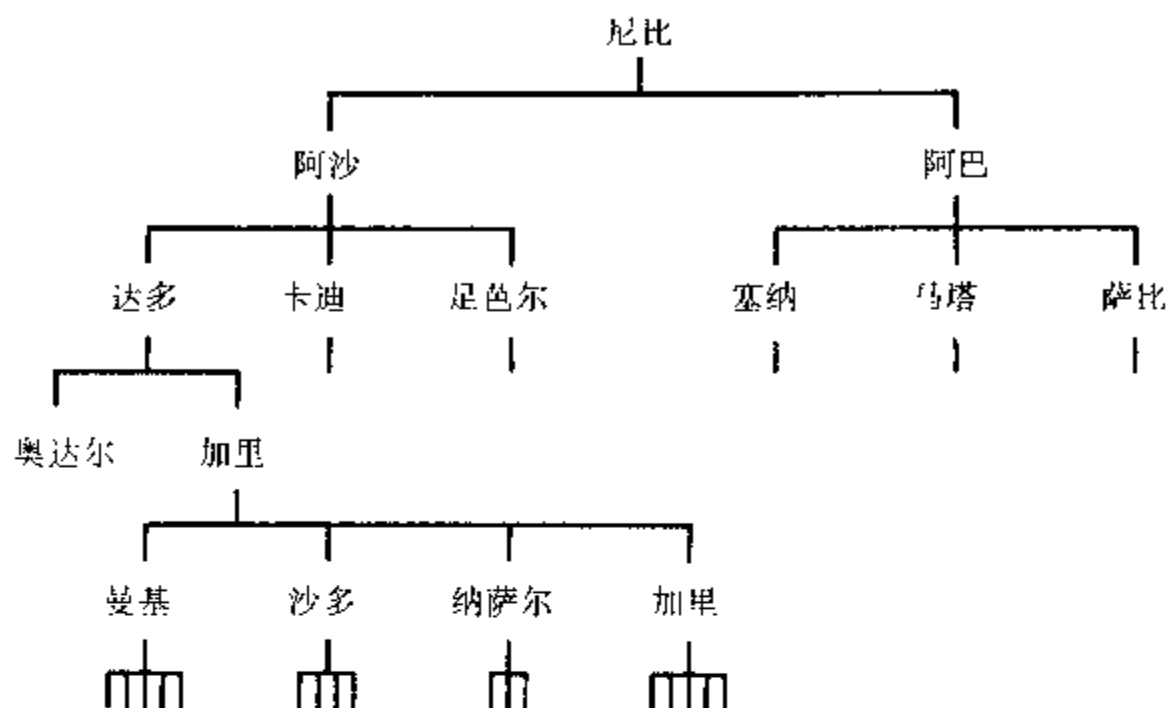 尼比
阿沙 阿巴
达多 卡迪 足邑尔 塞纳 马塔 萨比
奥达尔 加里
曼基 沙多 纳萨尔 加里